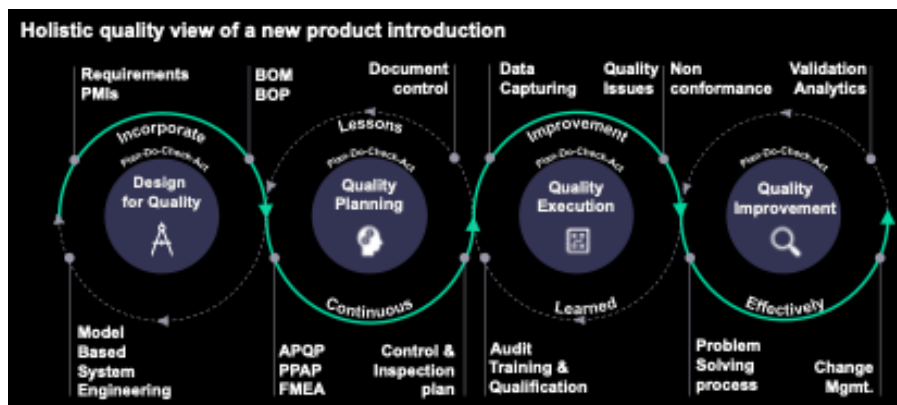 Holistic quality view of a new product introduction
Requirements
PMIs
BOM
BOP
Document
control
Data
Capturing
Quality
Issues
Non
conformance
Validation
Analytics
Incorporate
Plan-Do-Check-Act
Design
for Quality
Lessons
Plan-Do-Check-Act
Quality
Planning
Improvement
Plan-Do-Check-Act
Quality
Execution
Plan-Do-Check-Act
Quality
Improvement
Continuous
Learned
Effectively
Model
Based
System
Engineering
APQP
PPAP
FMEA
Control &
Inspection
plan
Audit
Training &
Qualification
Problem
Solving
process
Change
Mgmt.